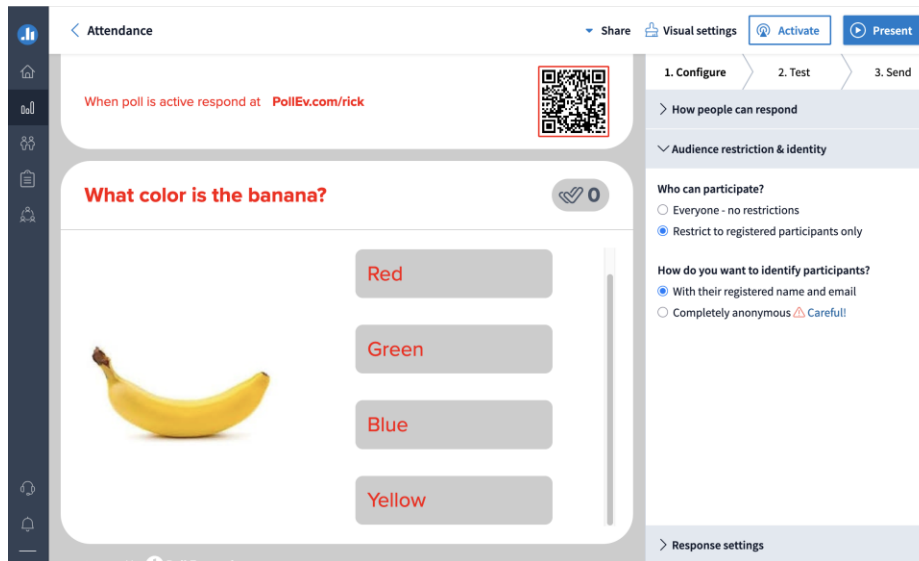 Attendance
Share
Visual settings
Activate
Present
When poll is active respond at PollEv.com/rick
What color is the banana?
0
Red
Green
Blue
Yellow
1. Configure
2. Test
3. Send
How people can respond
Audience restriction & identity
Who can participate?
Everyone - no restrictions
Restrict to registered participants only
How do you want to identify participants?
With their registered name and email
Completely anonymous Careful!
Response settings